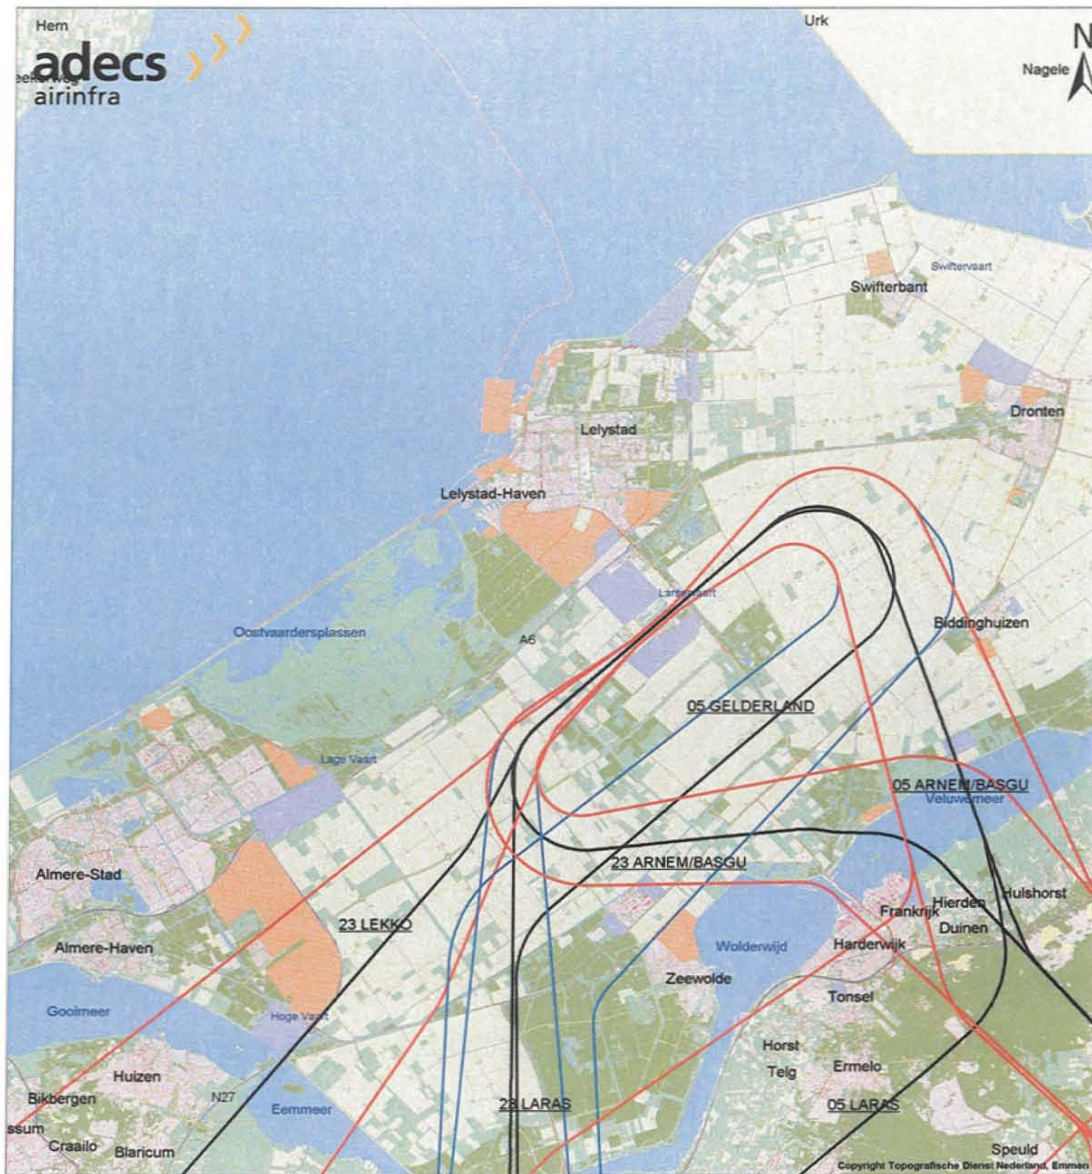 Hem
Urk
N
adecs
airinfra
Nagele
Swiftervaart
Swifterbant
Dronten
Lelystad
Lelystad-Haven
Larservaart
Oostvaardersplassen
A6
Biddinghuizen
05 GELDERLAND
Lage Vaart
05 ARNEM/BASGU
Veluwemeer
23 ARNEM/BASGU
Almere-Stad
Hulshorst
Hierden
Frankrijk
23 LEKKO
Duinen
Almere-Haven
Wolderwijd
Harderwijk
Zeewolde
Tonsel
Gooimeer
Hoge Vaart
Horst
Ermelo
Telg
Huizen
Bikbergen
N27
Eemmeer
23 LARAS
05 LARAS
ssum
Craailo
Blaricum
Speuld
Copyright Topografische Dienst Nederland, Emmen